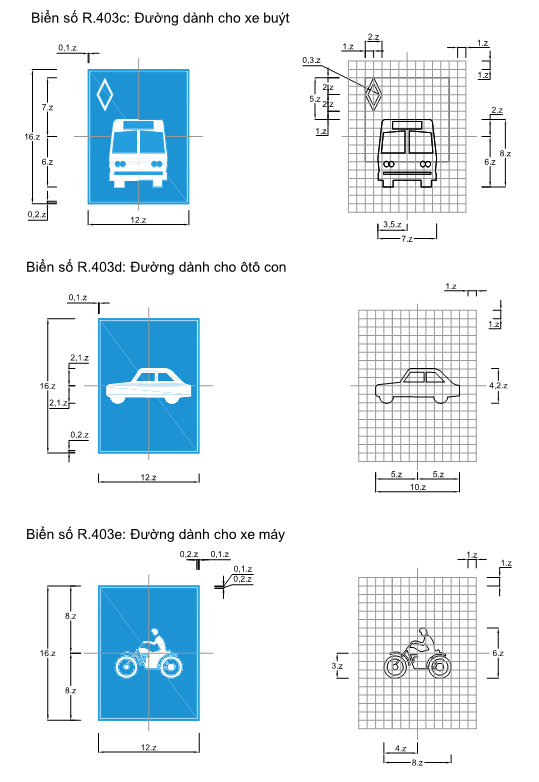 Biển số R.403c: Đường dành cho xe buýt
0,1.z
7.z
16.z
6.z
0,2.z
12.z
2.z
1.z
1.z
0,3.z
1.z
2.z
5.z
2.z
1.z
2.z
8.z
6.z
3,5.z
7.z
Biển số R.403d: Đường dành cho ôtô con
0,1.z
2,1.z
16.z
2,1.z
0,2.z
12.z
1.z
1.z
4,2.z
5.z
5.z
10.z
Biển số R.403e: Đường dành cho xe máy
0,2.z
0,1.z
0,1.z
0,2.z
8.z
16.z
8.z
12.z
1.z
1.z
3.z
6.z
4.z
8.z